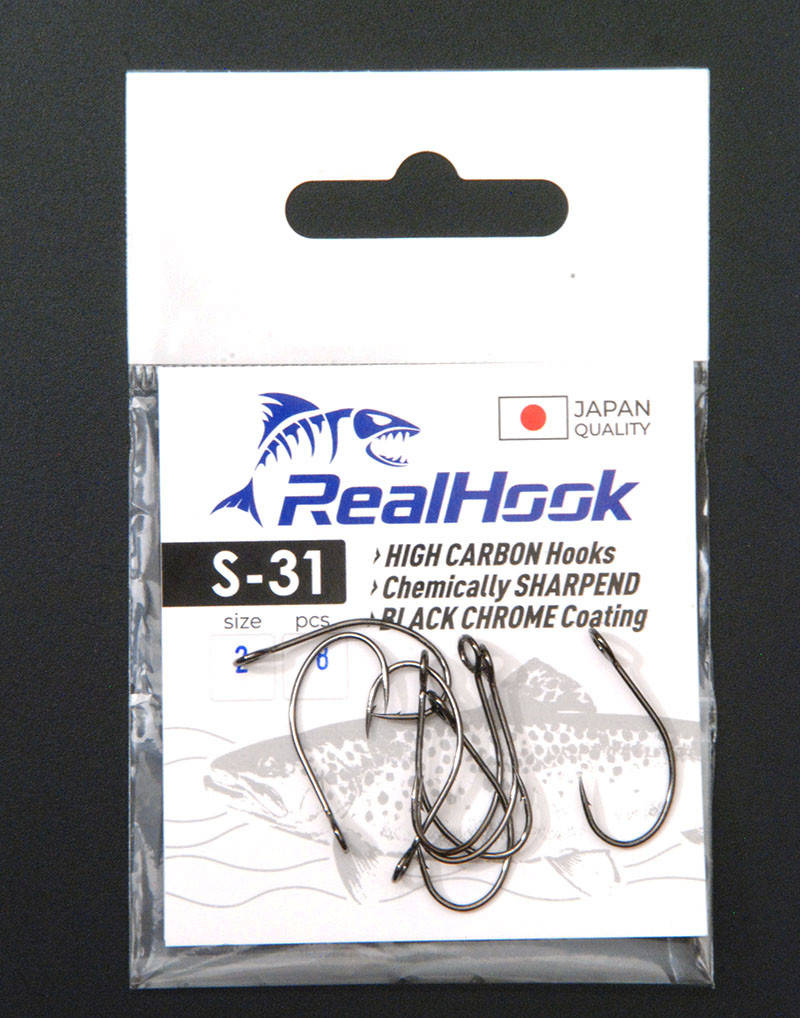 JAPAN
QUALITY
RealHook
S-31
HIGH CARBON Hooks
Chemically SHARPEND
BLACK CHROME Coating
size pcs
2 8